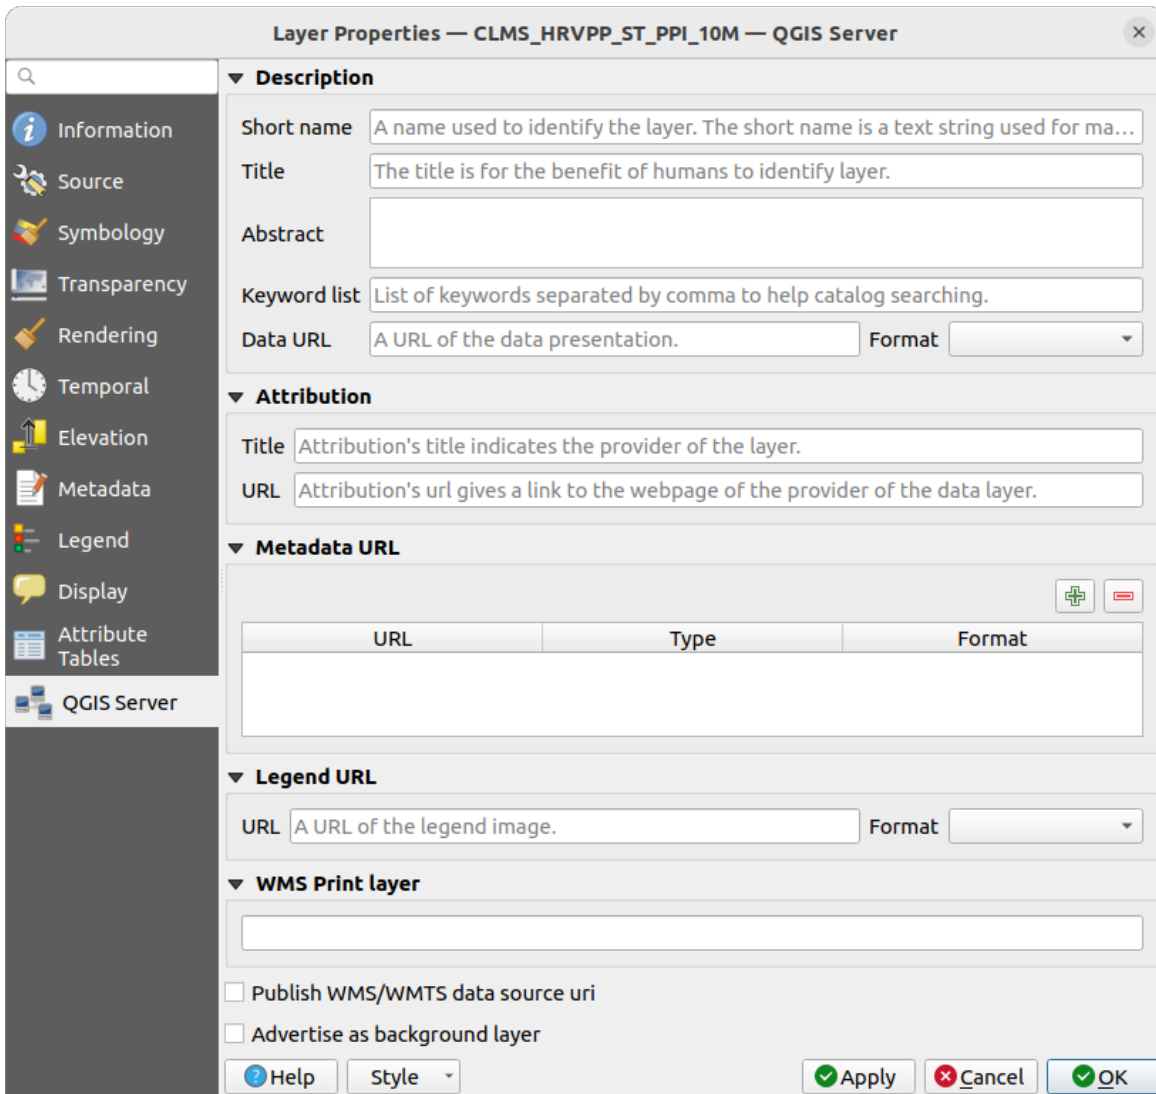 Layer Properties — CLMS_HRVPP_ST_PPI_10M — QGIS Server
Information
Source
Symbology
Transparency
Rendering
Temporal
Elevation
Metadata
Legend
Display
Attribute
Tables
QGIS Server
Description
Short name A name used to identify the layer. The short name is a text string used for ma...
Title The title is for the benefit of humans to identify layer.
Abstract
Keyword list List of keywords separated by comma to help catalog searching.
Data URL A URL of the data presentation. Format
Attribution
Title Attribution's title indicates the provider of the layer.
URL Attribution's url gives a link to the webpage of the provider of the data layer.
Metadata URL
URL Type Format
Legend URL
URL A URL of the legend image. Format
WMS Print layer
Publish WMS/WMTS data source uri
Advertise as background layer
Help Style Apply Cancel OK